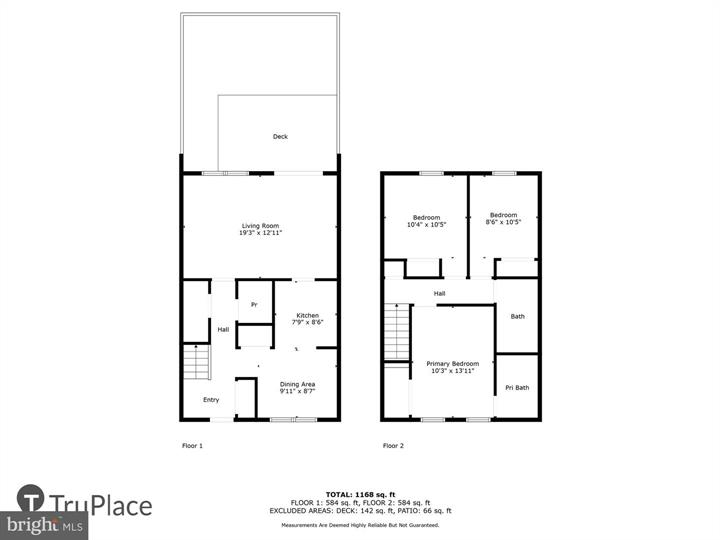 Deck
Living Room
19'3" x 12'11"
Pr
Kitchen
7'9" x 8'6"
Hall
Dining Area
9'11" x 8'7"
Entry
Floor 1
Bedroom
10'4" x 10'5"
Bedroom
8'6" x 10'5"
Hall
Bath
Primary Bedroom
10'3" x 13'11"
Pri Bath
Floor 2
TruPlace
bright MLS
TOTAL: 1168 sq. ft
FLOOR 1: 584 sq. ft, FLOOR 2: 584 sq. ft
EXCLUDED AREAS: DECK: 142 sq. ft, PATIO: 66 sq. ft
Measurements Are Deemed Highly Reliable But Not Guaranteed.